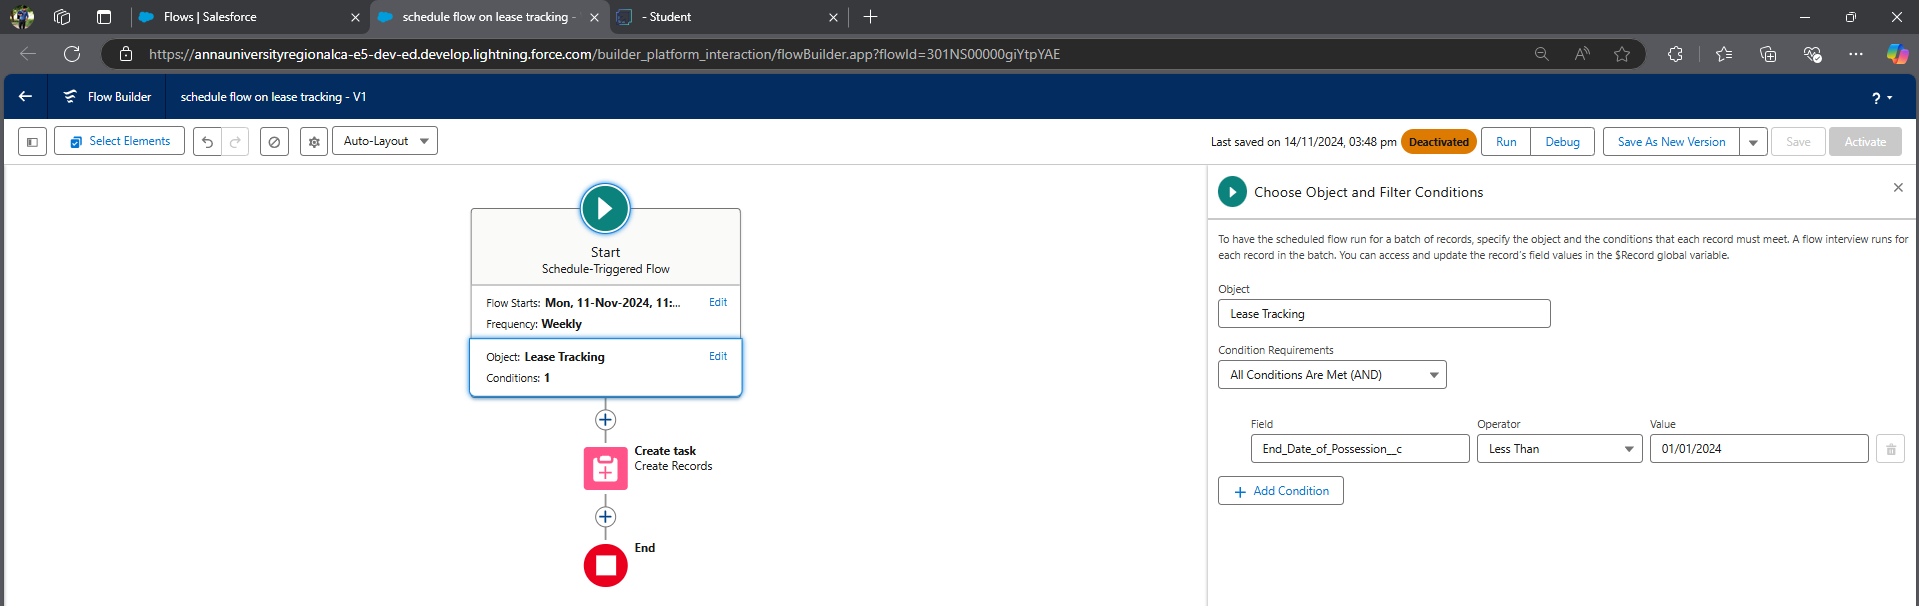 Flows | Salesforce
schedule flow on lease tracking -
- Student
https://annauniversityregionalca-e5-dev-ed.develop.lightning.force.com/builder_platform_interaction/flowBuilder.app?flowId=301NS00000giYtpYAE
Flow Builder
schedule flow on lease tracking - V1
?
Select Elements
Auto-Layout
Last saved on 14/11/2024, 03:48 pm
Deactivated
Run
Debug
Save As New Version
Save
Activate
Start
Schedule-Triggered Flow
Flow Starts: Mon, 11-Nov-2024, 11:...
Edit
Frequency: Weekly
Object: Lease Tracking
Edit
Conditions: 1
Create task
Create Records
End
Choose Object and Filter Conditions
To have the scheduled flow run for a batch of records, specify the object and the conditions that each record must meet. A flow interview runs for
each record in the batch. You can access and update the record's field values in the $Record global variable.
Object
Lease Tracking
Condition Requirements
All Conditions Are Met (AND)
Field
Operator
Value
End_Date_of_Possession__c
Less Than
01/01/2024
Add Condition